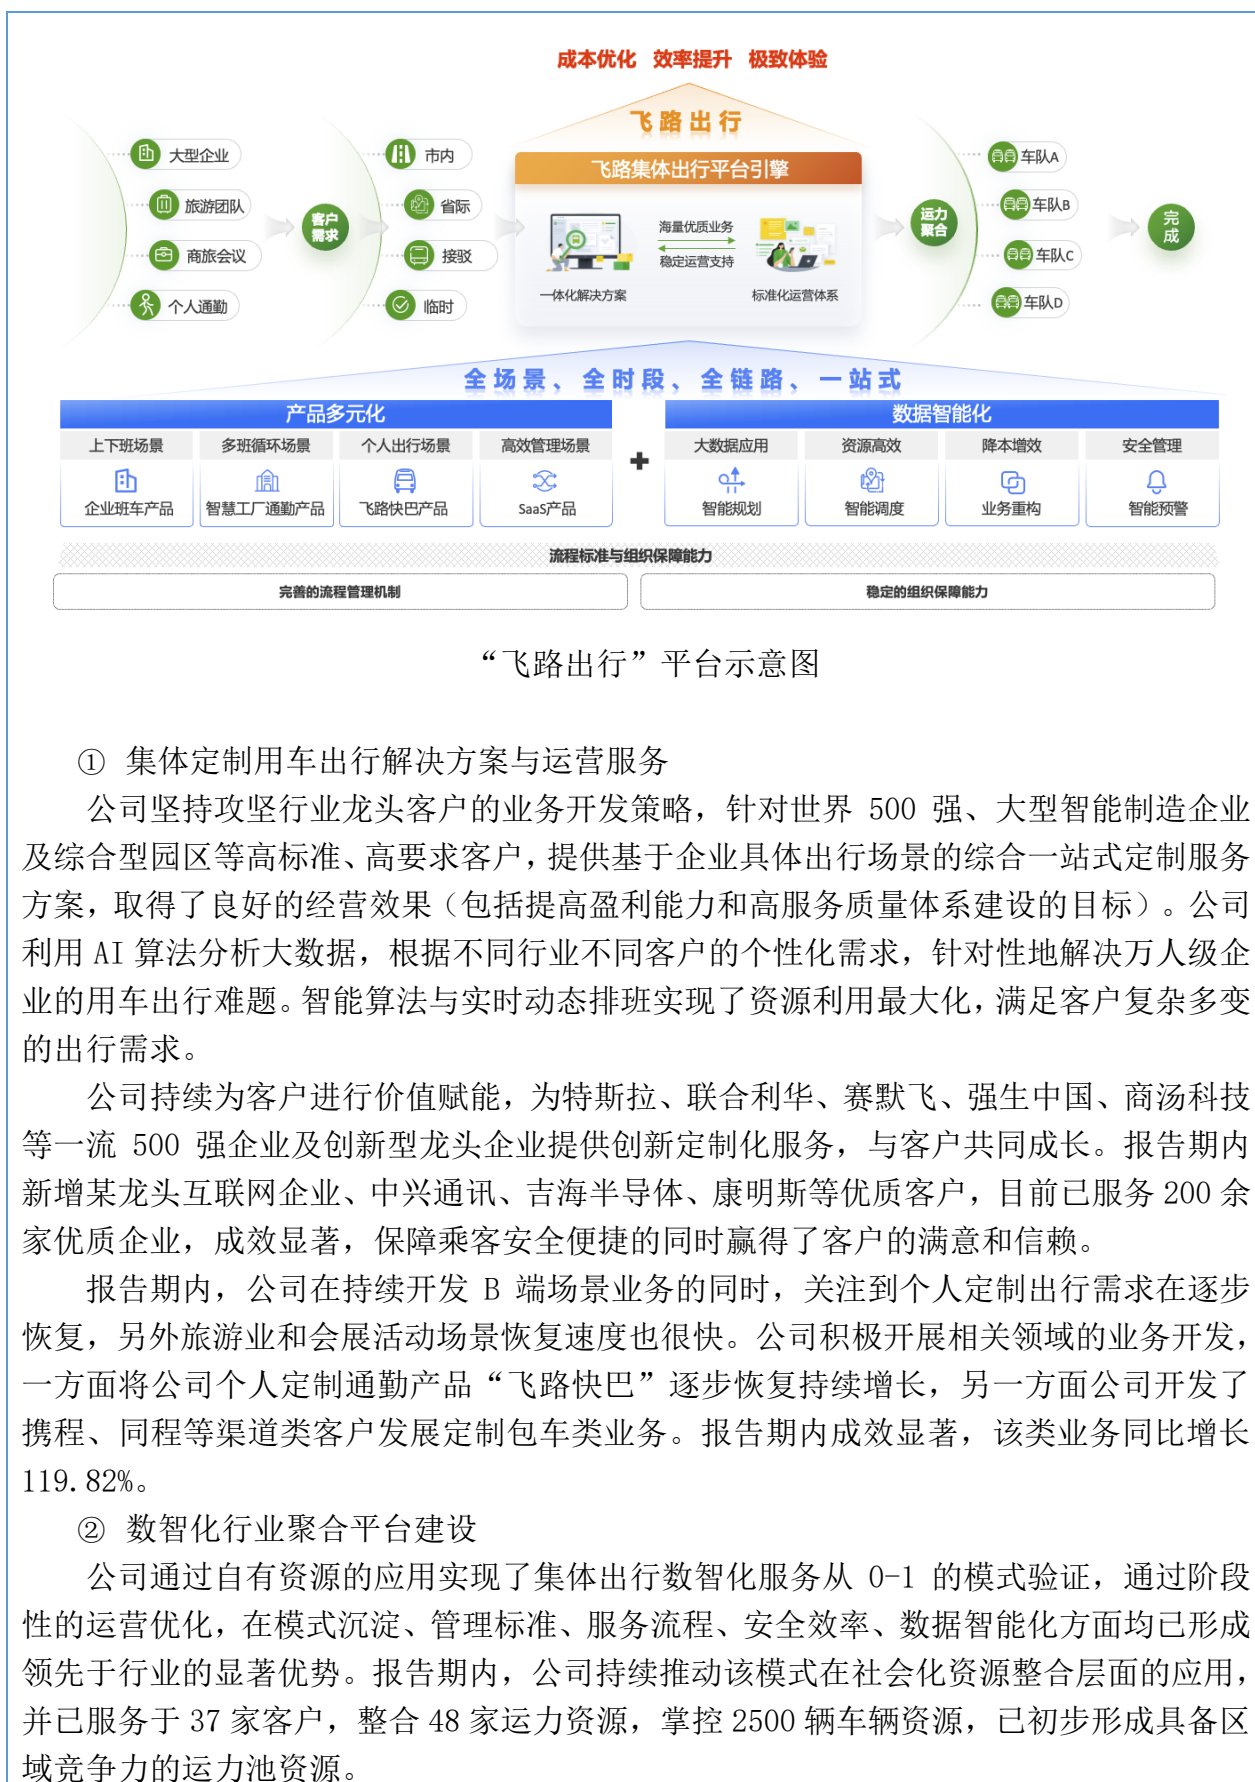 成本优化 效率提升 极致体验
飞路出行
大型企业
旅游团队
商旅会议
个人通勤
客户
需求
市内
省际
接驳
临时
飞路集体出行平台引擎
海量优质业务
稳定运营支持
一体化解决方案
标准化运营体系
运力
聚合
车队A
车队B
车队C
车队D
完
成
全场景、全时段、全链路、一站式
产品多元化
上下班场景 多班循环场景 个人出行场景 高效管理场景
企业班车产品 智慧工厂通勤产品 飞路快巴产品 SaaS产品
数据智能化
大数据应用 资源高效 降本增效 安全管理
智能规划 智能调度 业务重构 智能预警
流程标准与组织保障能力
完善的流程管理机制 稳定的组织保障能力
“飞路出行”平台示意图
① 集体定制用车出行解决方案与运营服务
公司坚持攻坚行业龙头客户的业务开发策略，针对世界 500 强、大型智能制造企业
及综合型园区等高标准、高要求客户，提供基于企业具体出行场景的综合一站式定制服务
方案，取得了良好的经营效果（包括提高盈利能力和高服务质量体系建设的目标）。公司
利用 AI 算法分析大数据，根据不同行业不同客户的个性化需求，针对性地解决万人级企
业的用车出行难题。智能算法与实时动态排班实现了资源利用最大化，满足客户复杂多变
的出行需求。
公司持续为客户进行价值赋能，为特斯拉、联合利华、赛默飞、强生中国、商汤科技
等一流 500 强企业及创新型龙头企业提供创新定制化服务，与客户共同成长。报告期内
新增某龙头互联网企业、中兴通讯、吉海半导体、康明斯等优质客户，目前已服务 200 余
家优质企业，成效显著，保障乘客安全便捷的同时赢得了客户的满意和信赖。
报告期内，公司在持续开发 B 端场景业务的同时，关注到个人定制出行需求在逐步
恢复，另外旅游业和会展活动场景恢复速度也很快。公司积极开展相关领域的业务开发，
一方面将公司个人定制通勤产品“飞路快巴”逐步恢复持续增长，另一方面公司开发了
携程、同程等渠道类客户发展定制包车类业务。报告期内成效显著，该类业务同比增长
119.82%。
② 数智化行业聚合平台建设
公司通过自有资源的应用实现了集体出行数智化服务从 0-1 的模式验证，通过阶段
性的运营优化，在模式沉淀、管理标准、服务流程、安全效率、数据智能化方面均已形成
领先于行业的显著优势。报告期内，公司持续推动该模式在社会化资源整合层面的应用，
并已服务于 37 家客户，整合 48 家运力资源，掌控 2500 辆车辆资源，已初步形成具备区
域竞争力的运力池资源。